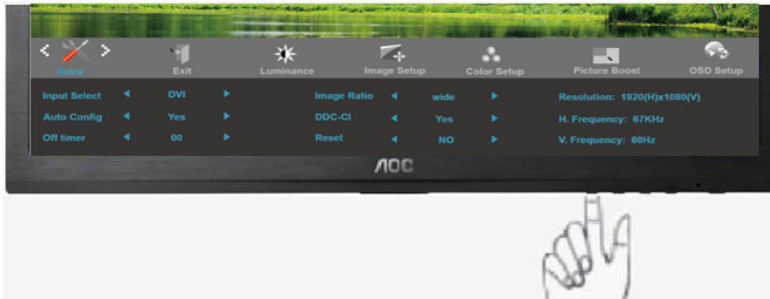 Extra Exit Luminance Image Setup Color Setup Picture Boost OSD Setup
Input Select DVI Image Ratio wide Resolution: 1920(H)x1080(V)
Auto Config Yes DDC-CI Yes H. Frequency: 67KHz
Off timer 00 Reset NO V. Frequency: 60Hz
AOC